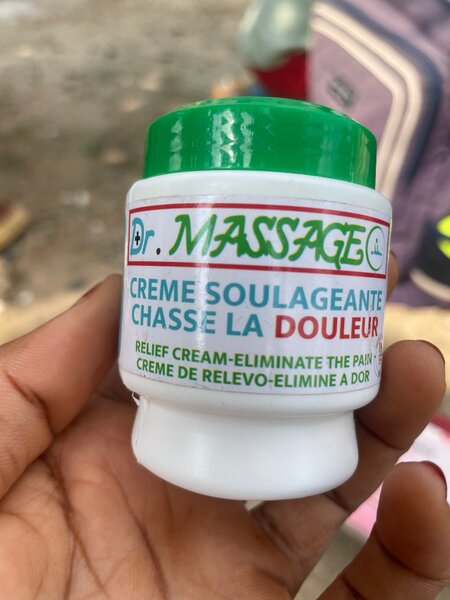 Dr. MASSAGE
CREME SOULAGEANTE
CHASSE LA DOULEUR
RELIEF CREAM-ELIMINATE THE PAIN
CREME DE RELEVO-ELIMINE A DOR